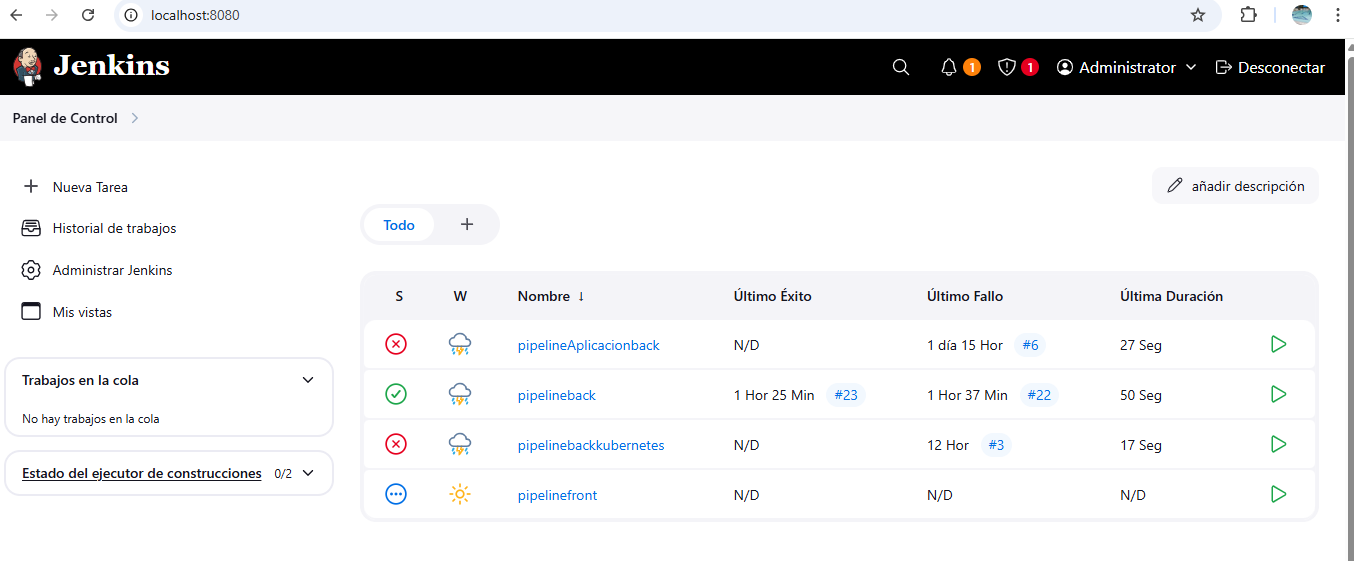 localhost:8080
Jenkins
1
1
Administrator
Desconectar
Panel de Control
Nueva Tarea
Historial de trabajos
Administrar Jenkins
Mis vistas
Trabajos en la cola
No hay trabajos en la cola
Estado del ejecutor de construcciones 0/2
añadir descripción
Todo +
S W Nombre ↓ Último Éxito Último Fallo Última Duración
pipelineAplicacionback N/D 1 día 15 Hor #6 27 Seg
pipelineback 1 Hor 25 Min #23 1 Hor 37 Min #22 50 Seg
pipelinebackkubernetes N/D 12 Hor #3 17 Seg
pipelinefront N/D N/D N/D